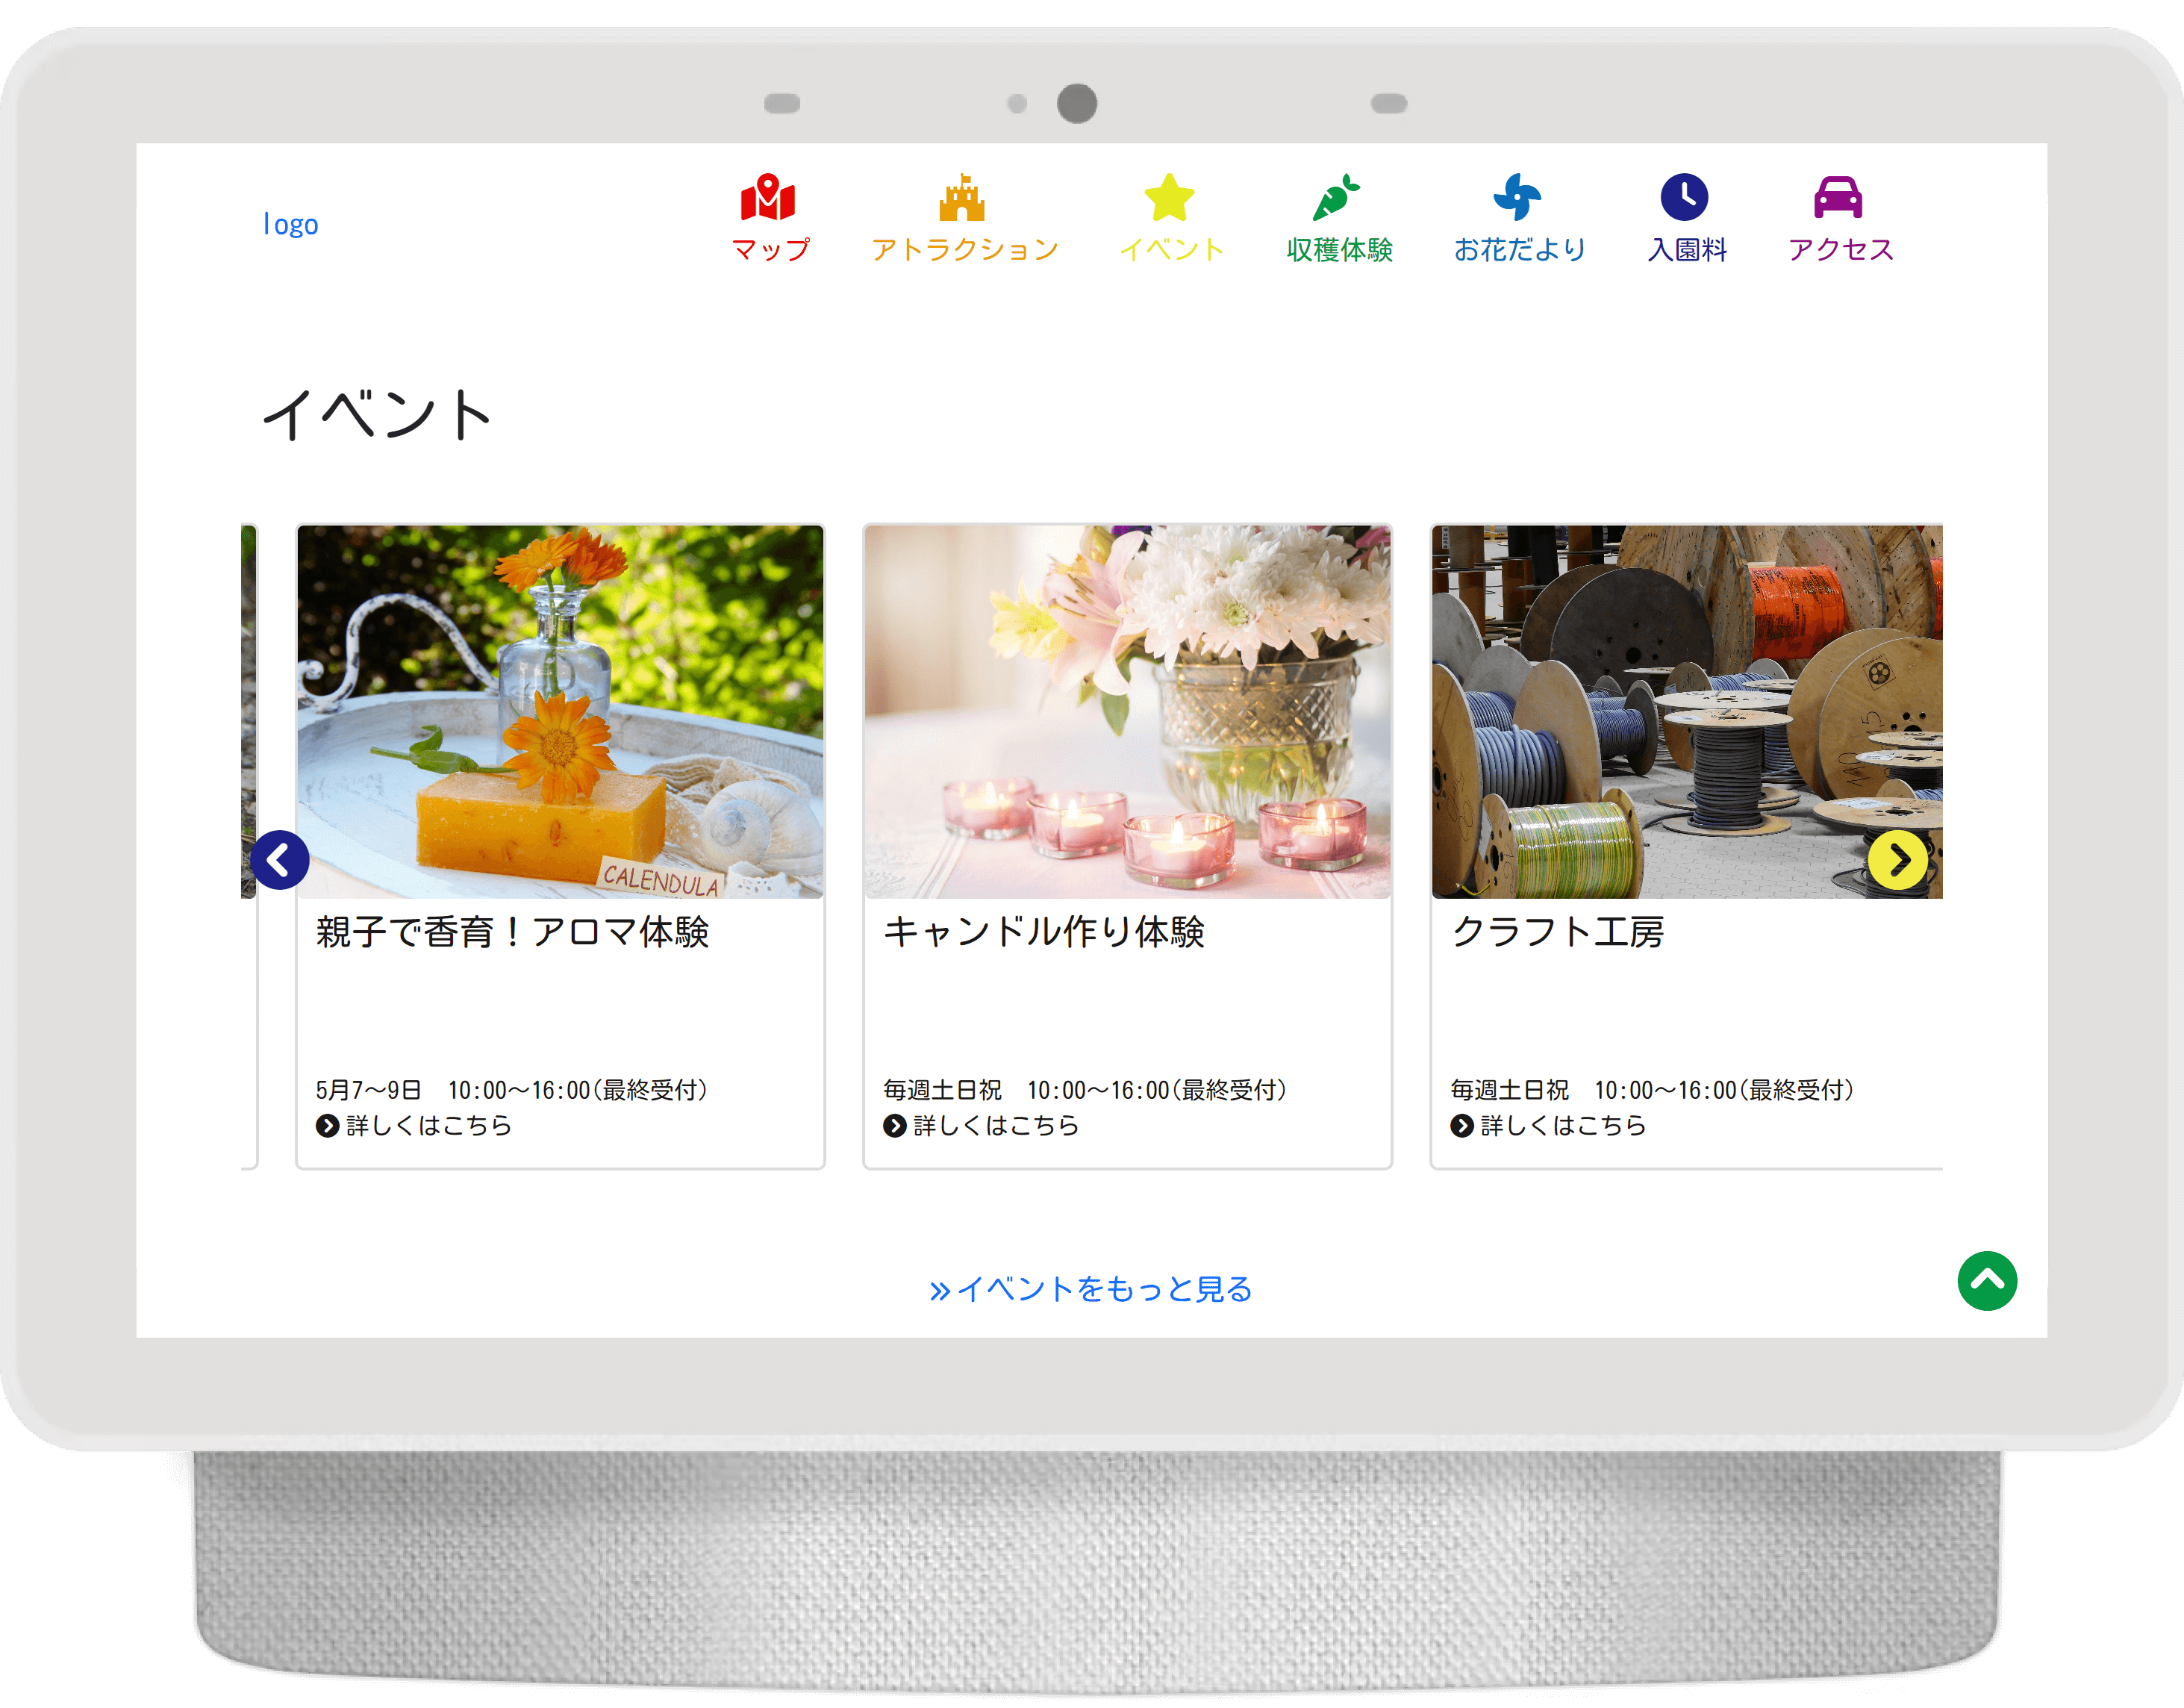 logo
マップ
アトラクション
イベント
収穫体験
お花だより
入園料
アクセス
イベント
CALENDULA
親子で香育！アロマ体験
5月7〜9日　10:00〜16:00(最終受付)
詳しくはこちら
キャンドル作り体験
毎週土日祝　10:00〜16:00(最終受付)
詳しくはこちら
クラフト工房
毎週土日祝　10:00〜16:00(最終受付)
詳しくはこちら
イベントをもっと見る